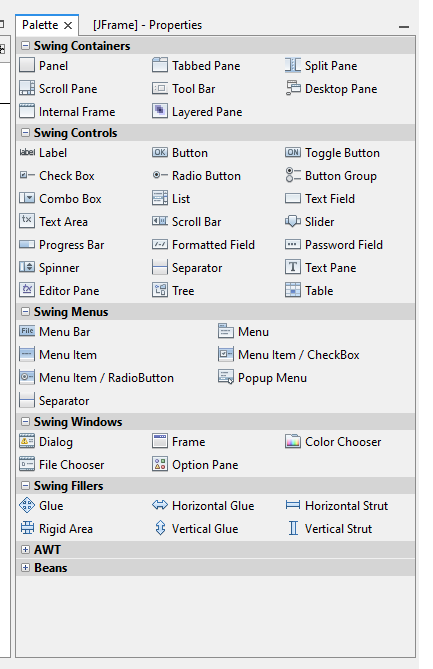 Palette × [JFrame] - Properties
Swing Containers
Panel Tabbed Pane Split Pane
Scroll Pane Tool Bar Desktop Pane
Internal Frame Layered Pane
Swing Controls
label Label OK Button ON Toggle Button
Check Box Radio Button Button Group
Combo Box List Text Field
tx Text Area Scroll Bar Slider
Progress Bar Formatted Field Password Field
Spinner Separator T Text Pane
Editor Pane Tree Table
Swing Menus
File Menu Bar Menu
Menu Item Menu Item / CheckBox
Menu Item / RadioButton Popup Menu
Separator
Swing Windows
Dialog Frame Color Chooser
File Chooser Option Pane
Swing Fillers
Glue Horizontal Glue Horizontal Strut
Rigid Area Vertical Glue Vertical Strut
AWT
Beans